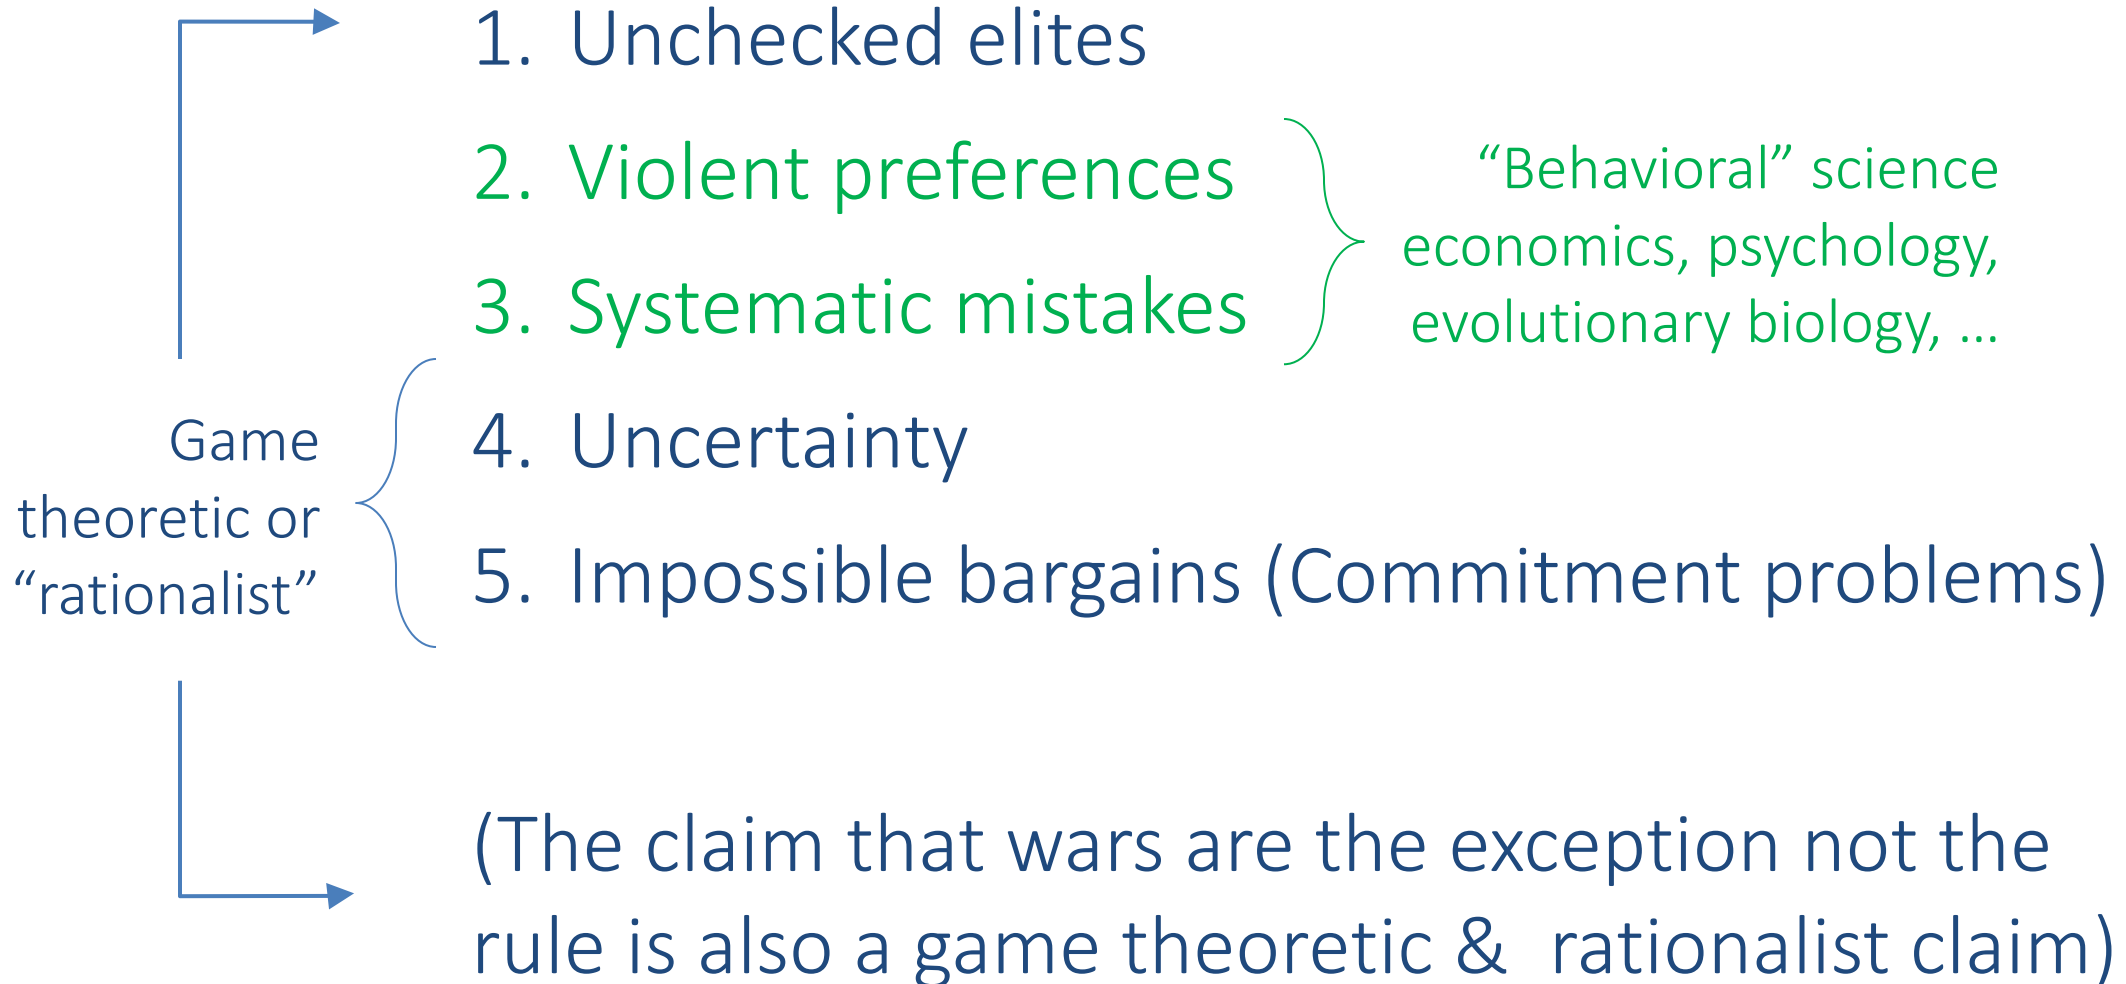 1. Unchecked elites
2. Violent preferences
3. Systematic mistakes
“Behavioral” science
economics, psychology,
evolutionary biology, ...
Game
theoretic or
“rationalist”
4. Uncertainty
5. Impossible bargains (Commitment problems)
(The claim that wars are the exception not the
rule is also a game theoretic & rationalist claim)